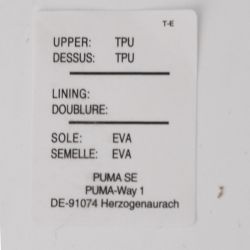 T-E
UPPER: TPU
DESSUS: TPU
LINING:
DOUBLURE:
SOLE: EVA
SEMELLE: EVA
PUMA SE
PUMA-Way 1
DE-91074 Herzogenaurach